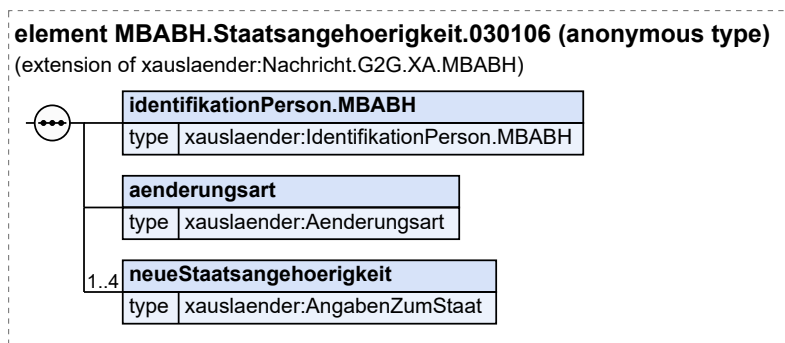 element MBABH.Staatsangehoerigkeit.030106 (anonymous type)
(extension of xauslaender:Nachricht.G2G.XA.MBABH)
identifikationPerson.MBABH
type xauslaender:IdentifikationPerson.MBABH
aenderungsart
type xauslaender:Aenderungsart
1..4 neueStaatsangehoerigkeit
type xauslaender:AngabenZumStaat